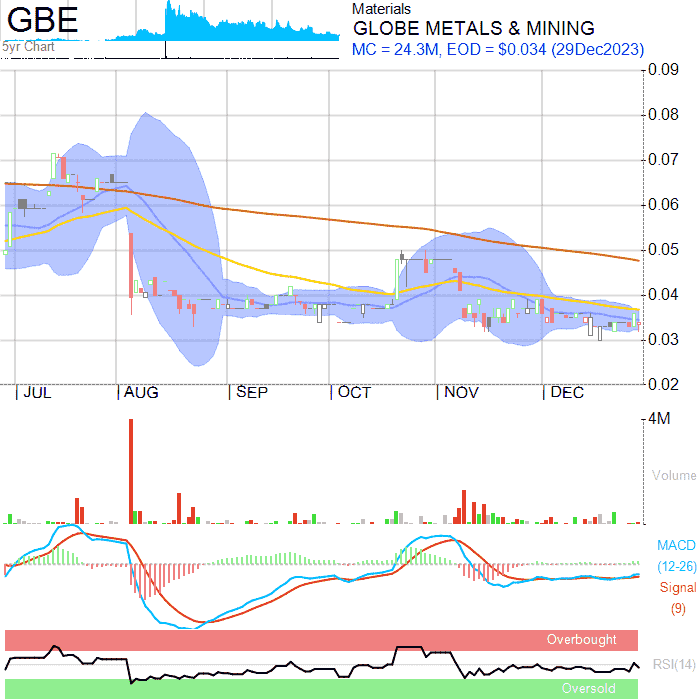 GBE
5yr Chart
Materials
GLOBE METALS & MINING
MC = 24.3M, EOD = $0.034 (29Dec2023)
0.09
0.08
0.07
0.06
0.05
0.04
0.03
0.02
JUL AUG SEP OCT NOV DEC
4M
Volume
MACD
(12-26)
Signal
(9)
Overbought
RSI(14)
Oversold